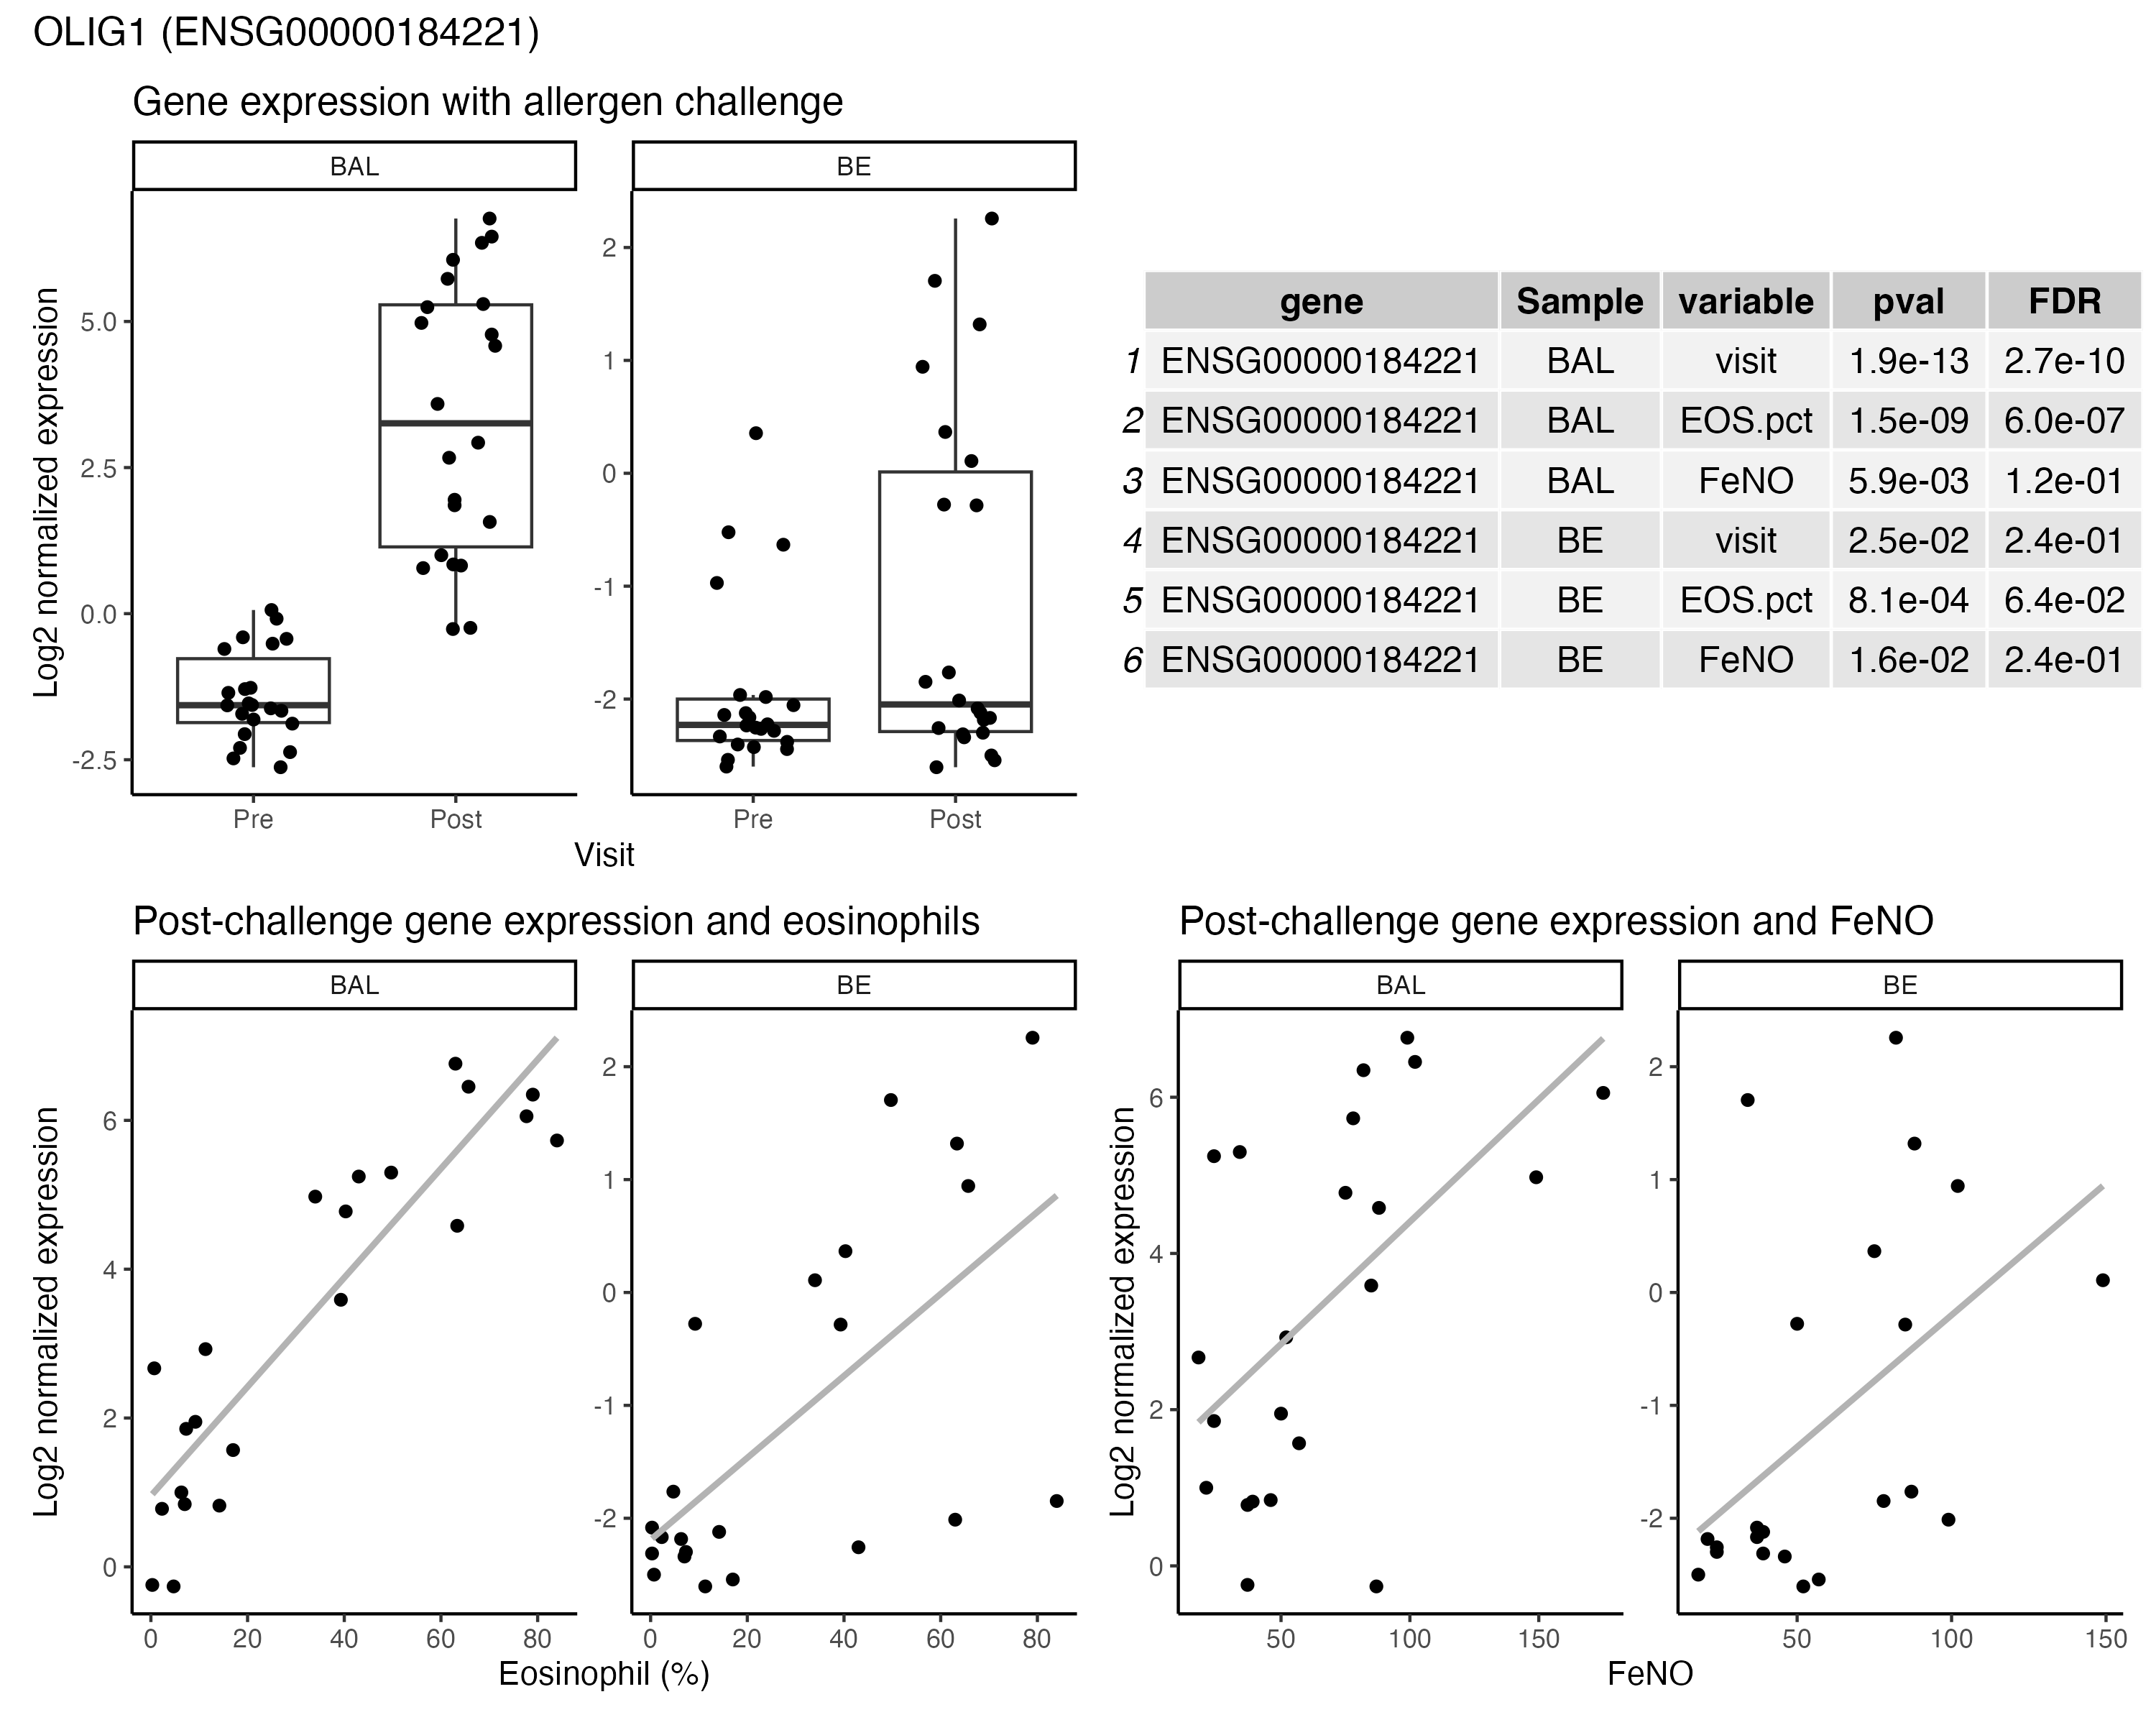 OLIG1 (ENSG00000184221)
Gene expression with allergen challenge
BAL
BE
Log2 normalized expression
5.0
2.5
0.0
-2.5
2
1
0
-1
-2
Pre
Post
Pre
Post
Visit
gene Sample variable pval FDR
1 ENSG00000184221 BAL visit 1.9e-13 2.7e-10
2 ENSG00000184221 BAL EOS.pct 1.5e-09 6.0e-07
3 ENSG00000184221 BAL FeNO 5.9e-03 1.2e-01
4 ENSG00000184221 BE visit 2.5e-02 2.4e-01
5 ENSG00000184221 BE EOS.pct 8.1e-04 6.4e-02
6 ENSG00000184221 BE FeNO 1.6e-02 2.4e-01
Post-challenge gene expression and eosinophils
BAL
BE
Log2 normalized expression
6
4
2
0
2
1
0
-1
-2
0 20 40 60 80
0 20 40 60 80
Eosinophil (%)
Post-challenge gene expression and FeNO
BAL
BE
Log2 normalized expression
6
4
2
0
2
1
0
-1
-2
50 100 150
50 100 150
FeNO